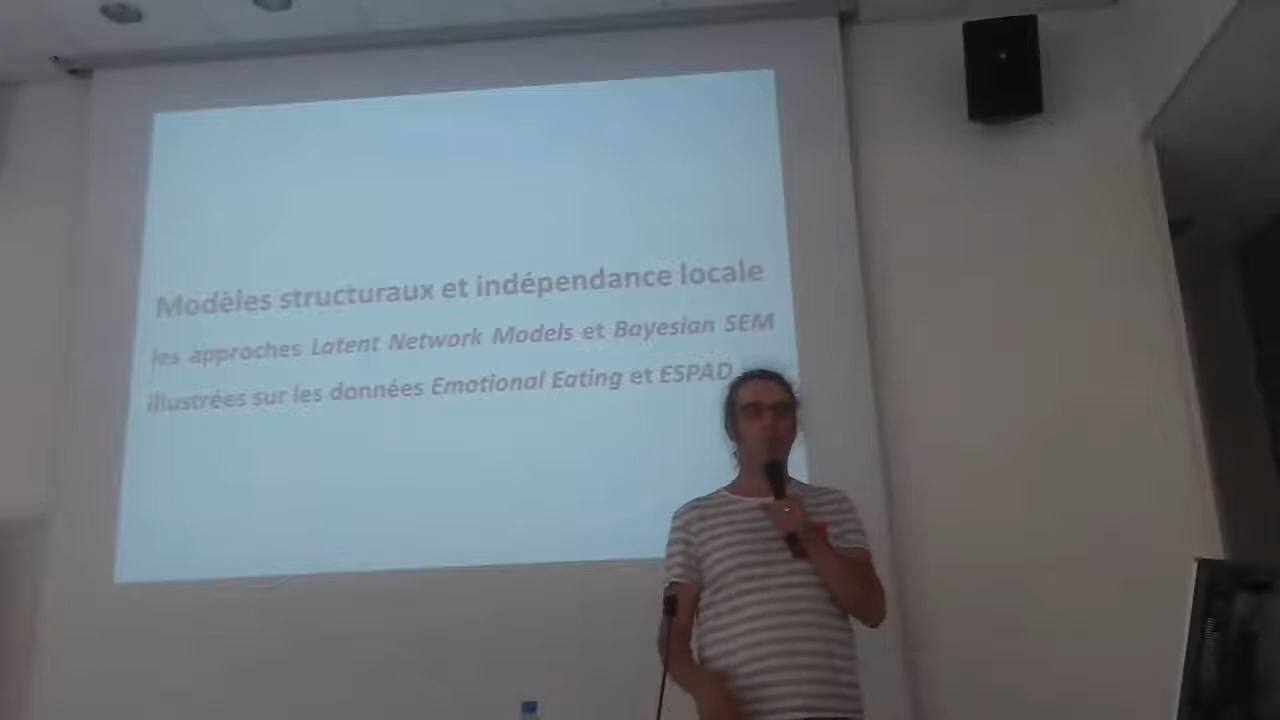 Modèles structuraux et indépendance locale
les approches Latent Network Models et Bayesian SEM
illustrées sur les données Emotional Eating et ESPAD